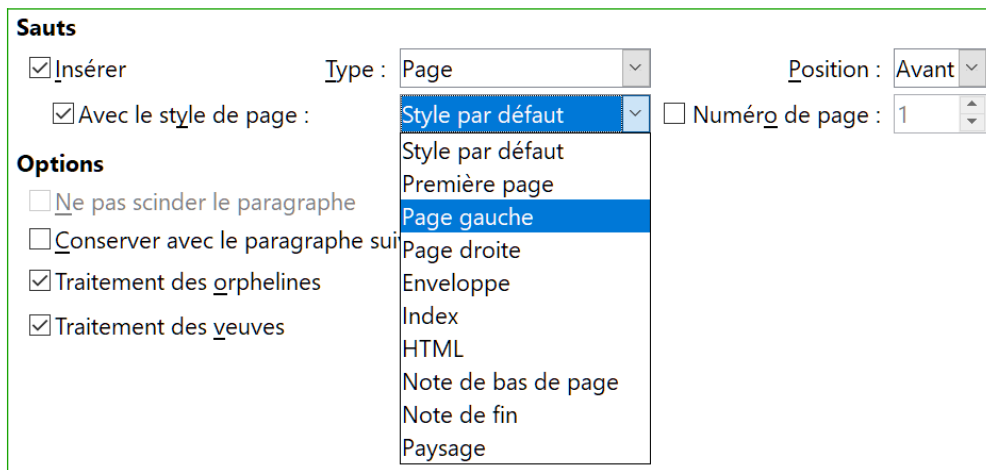 Sauts
Insérer Type : Page Position : Avant
Avec le style de page : Style par défaut Numéro de page : 1
Style par défaut
Options
Première page
Ne pas scinder le paragraphe
Page gauche
Conserver avec le paragraphe sui
Page droite
Traitement des orphelines
Enveloppe
Index
Traitement des veuves
HTML
Note de bas de page
Note de fin
Paysage